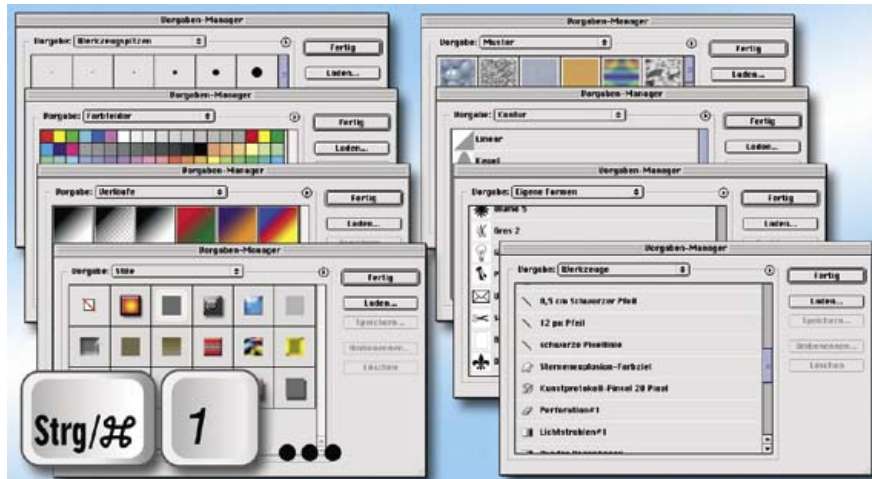 Vorgaben-Manager
Vorgabe: Werkzeugspitzen
Fertig
Laden...
Vorgaben-Manager
Vorgabe: Farbfelder
Fertig
Laden...
Vorgaben-Manager
Vorgabe: Verläufe
Fertig
Laden...
Vorgaben-Manager
Vorgabe: Stile
Fertig
Laden...
Speichern...
Umbenennen...
Löschen
Strg/⌘
1
Vorgaben-Manager
Vorgabe: Muster
Fertig
Laden...
Vorgaben-Manager
Vorgabe: Kontur
Fertig
Laden...
Linear
Kegel
Vorgaben-Manager
Vorgabe: Eigene Formen
Fertig
Laden...
Blume 5
Gras 2
Vorgaben-Manager
Vorgabe: Werkzeuge
Fertig
Laden...
Speichern...
Umbenennen...
Löschen
0,5 cm Schwarzer Pfeil
12 px Pfeil
schwarze Pixellinie
Sternenexplosion-Farbziel
Kunstprotokoll-Pinsel 20 Pixel
Perforation#1
Lichtstrahlen#1